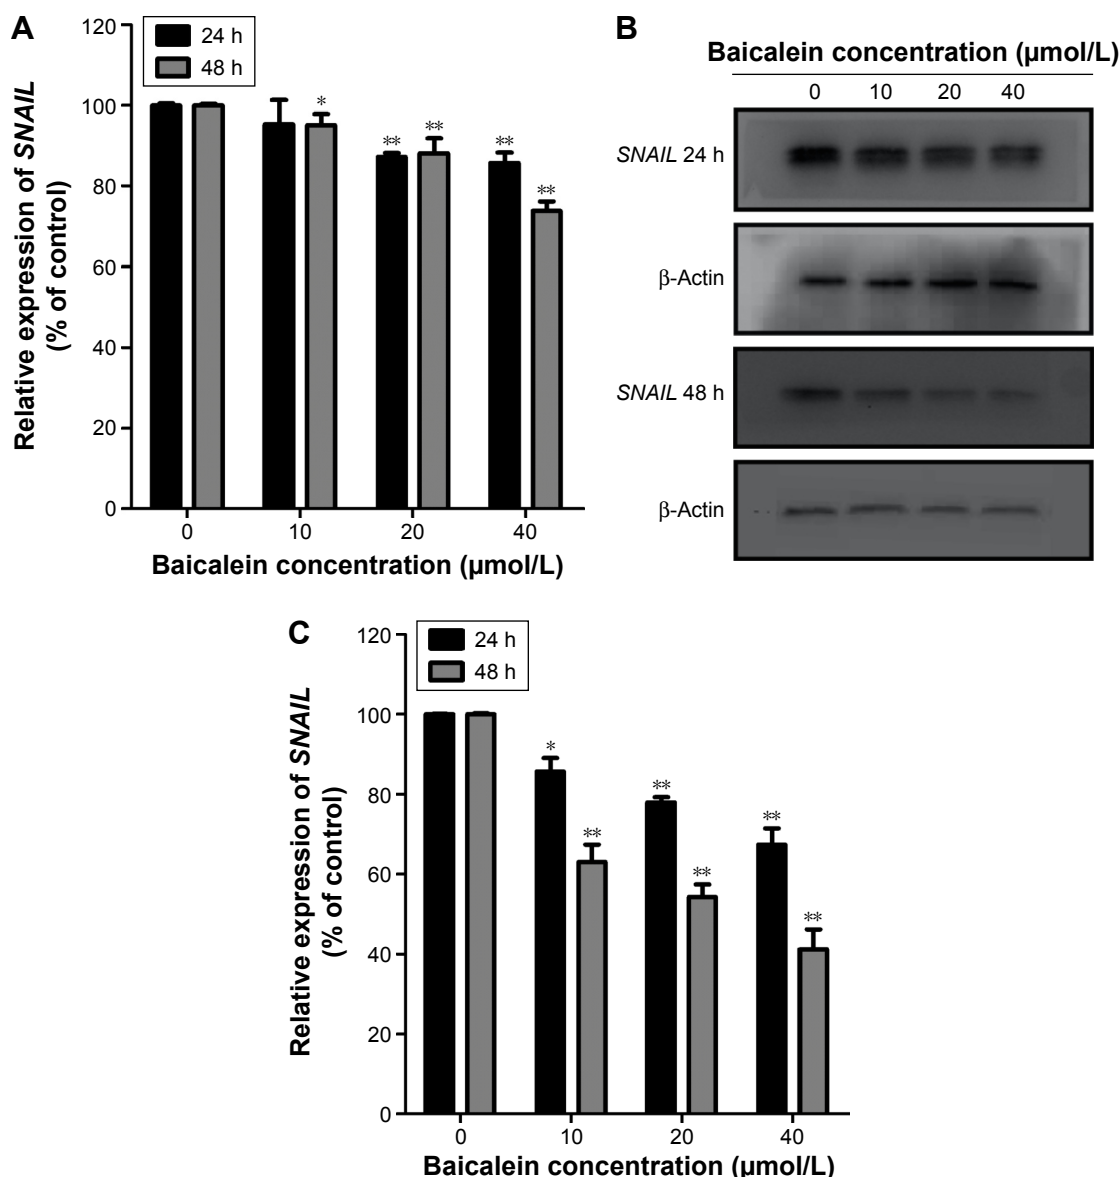 A
24 h
48 h
Relative expression of SNAIL
(% of control)
120
100
80
60
40
20
0
*
**
**
**
**
0
10
20
40
Baicalein concentration (µmol/L)
B
Baicalein concentration (µmol/L)
0 10 20 40
SNAIL 24 h
β-Actin
SNAIL 48 h
β-Actin
C
24 h
48 h
Relative expression of SNAIL
(% of control)
120
100
80
60
40
20
0
*
**
**
**
**
**
0
10
20
40
Baicalein concentration (µmol/L)